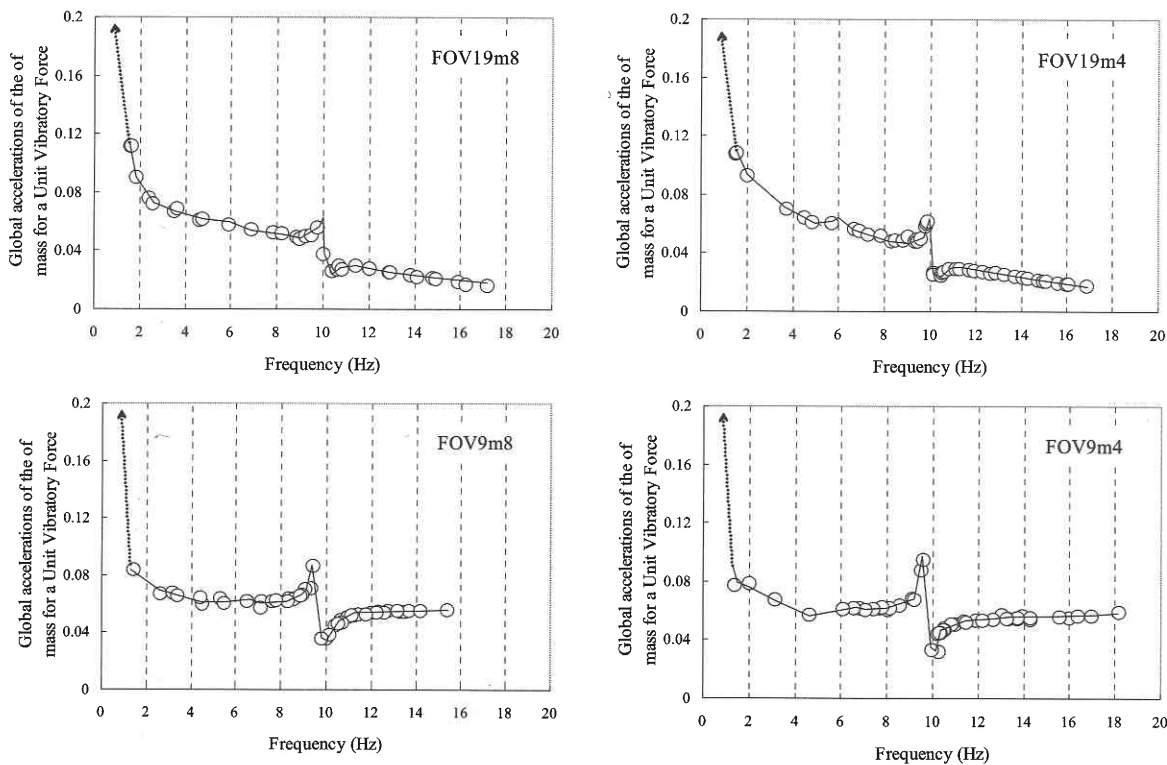 Global accelerations of the of
mass for a Unit Vibratory Force
0.2
0.16
0.12
0.08
0.04
0
FOV19m8
0 2 4 6 8 10 12 14 16 18 20
Frequency (Hz)
Global accelerations of the of
mass for a Unit Vibratory Force
0.2
0.16
0.12
0.08
0.04
0
FOV19m4
0 2 4 6 8 10 12 14 16 18 20
Frequency (Hz)
Global accelerations of the of
mass for a Unit Vibratory Force
0.2
0.16
0.12
0.08
0.04
0
FOV9m8
0 2 4 6 8 10 12 14 16 18 20
Frequency (Hz)
Global accelerations of the of
mass for a Unit Vibratory Force
0.2
0.16
0.12
0.08
0.04
0
FOV9m4
0 2 4 6 8 10 12 14 16 18 20
Frequency (Hz)